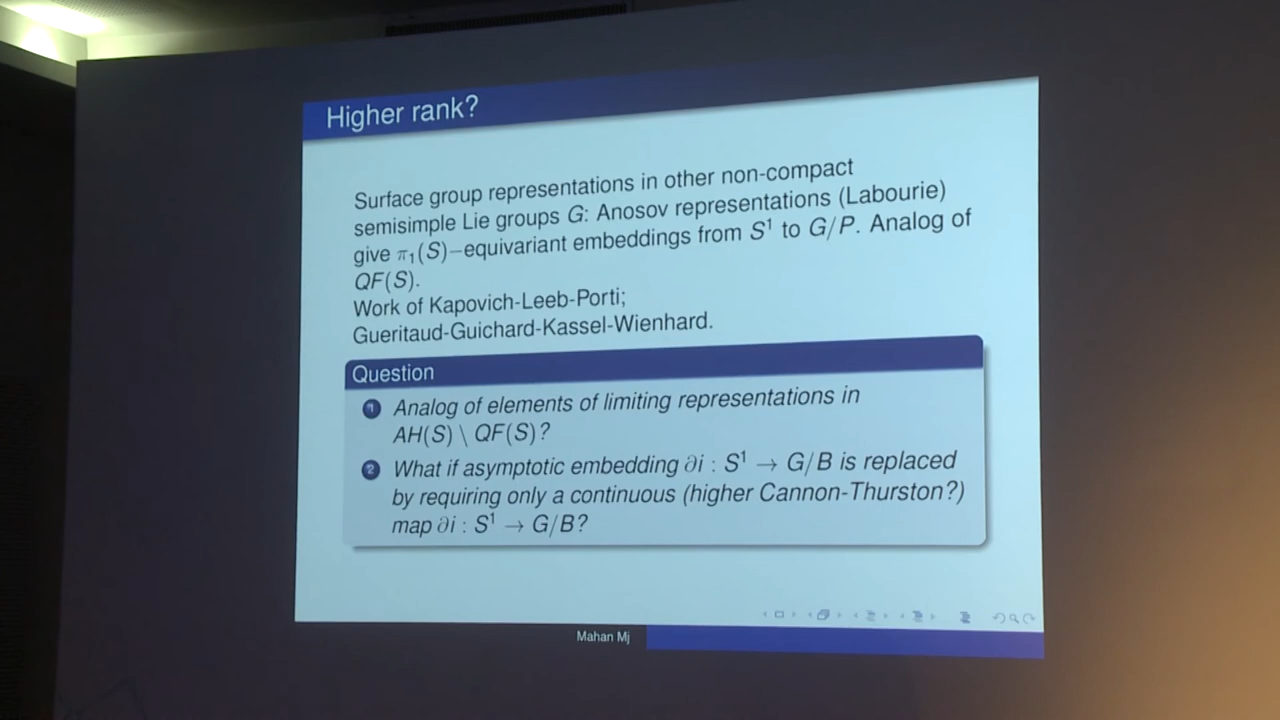 Higher rank?
Surface group representations in other non-compact
semisimple Lie groups G: Anosov representations (Labourie)
give π₁(S)−equivariant embeddings from S¹ to G/P. Analog of
QF(S).
Work of Kapovich-Leeb-Porti;
Gueritaud-Guichard-Kassel-Wienhard.
Question
1 Analog of elements of limiting representations in
AH(S) \ QF(S)?
2 What if asymptotic embedding ∂i : S¹ → G/B is replaced
by requiring only a continuous (higher Cannon-Thurston?)
map ∂i : S¹ → G/B?
Mahan Mj